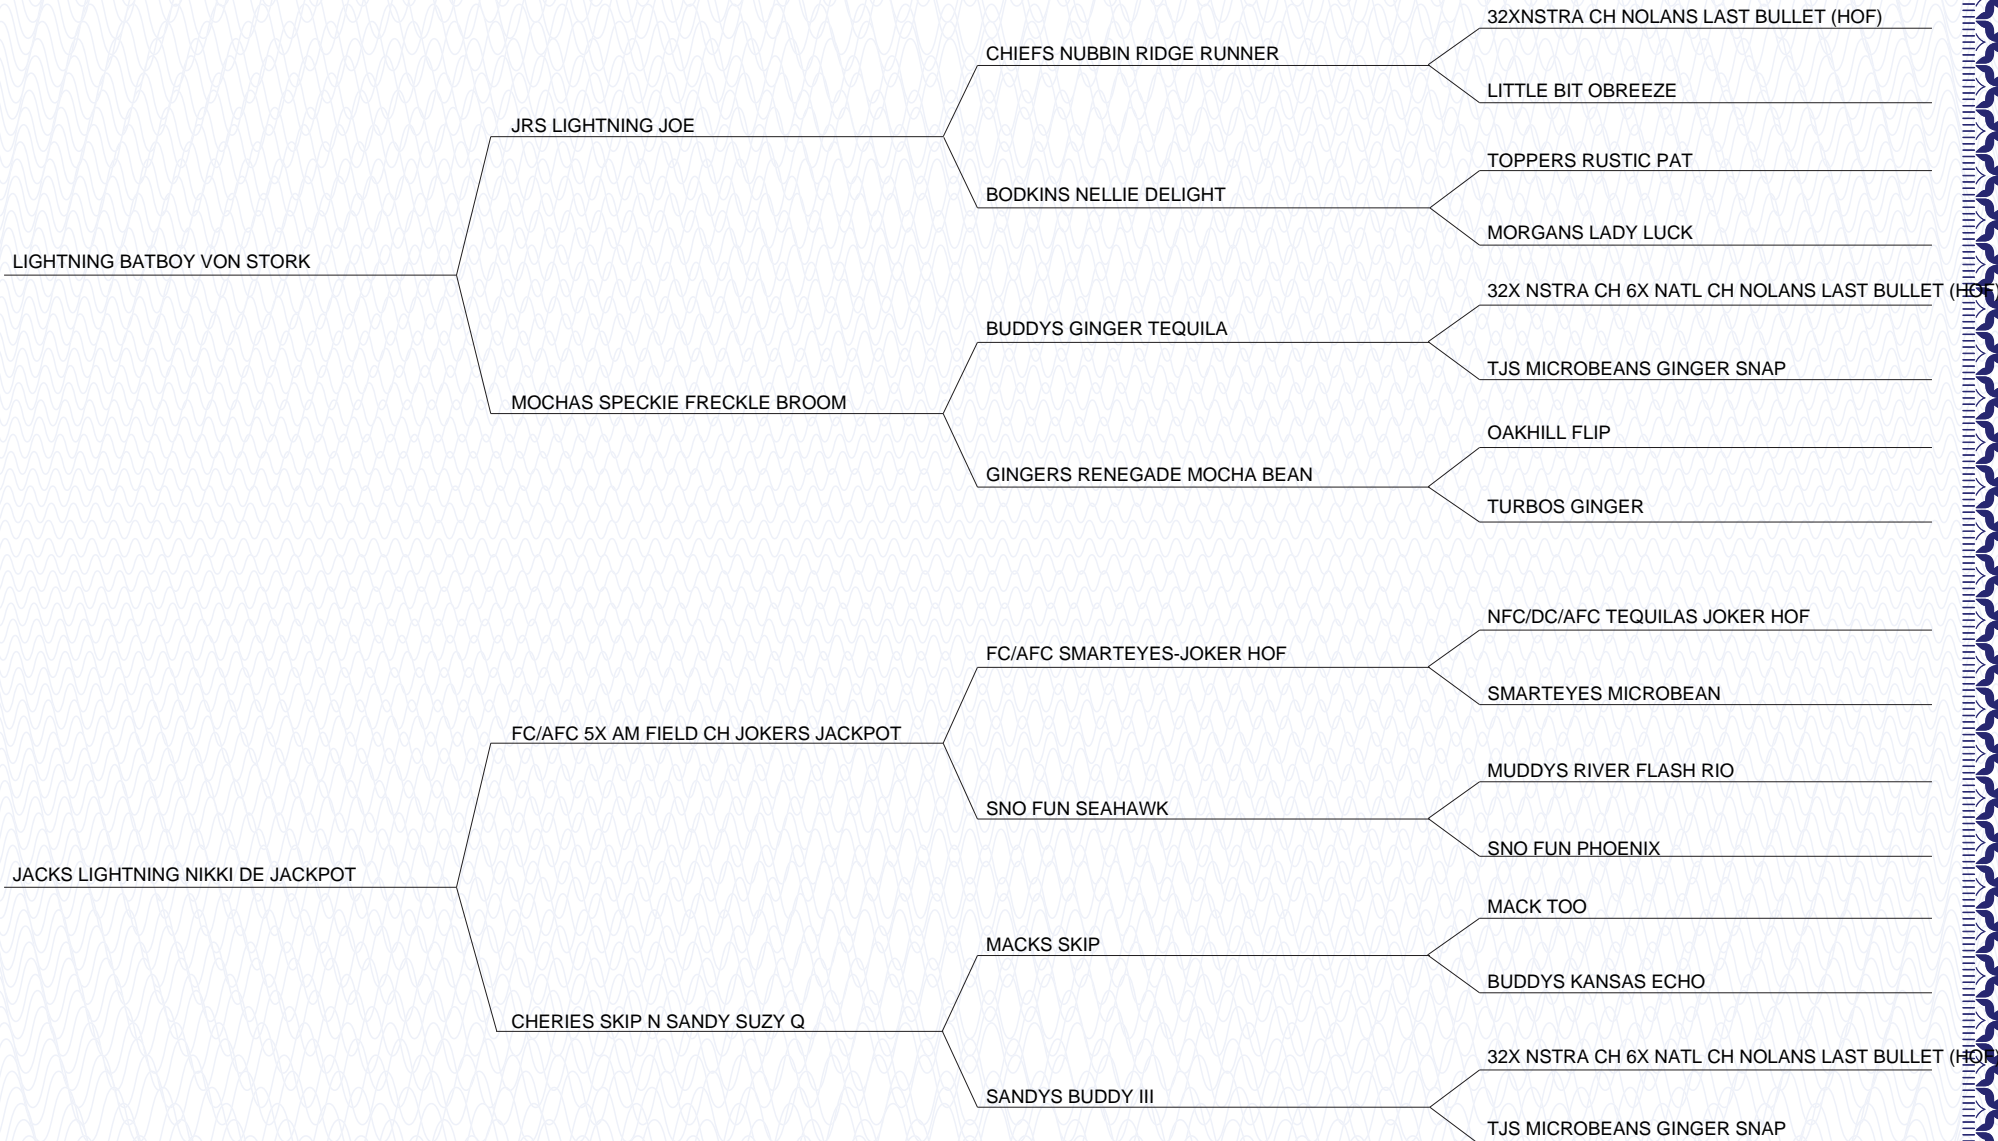 32XNSTRA CH NOLANS LAST BULLET (HOF)
CHIEFS NUBBIN RIDGE RUNNER
LITTLE BIT OBREEZE
JRS LIGHTNING JOE
TOPPERS RUSTIC PAT
BODKINS NELLIE DELIGHT
MORGANS LADY LUCK
LIGHTNING BATBOY VON STORK
32X NSTRA CH 6X NATL CH NOLANS LAST BULLET (HOF)
BUDDYS GINGER TEQUILA
TJS MICROBEANS GINGER SNAP
MOCHAS SPECKIE FRECKLE BROOM
OAKHILL FLIP
GINGERS RENEGADE MOCHA BEAN
TURBOS GINGER
NFC/DC/AFC TEQUILAS JOKER HOF
FC/AFC SMARTEYES-JOKER HOF
SMARTEYES MICROBEAN
FC/AFC 5X AM FIELD CH JOKERS JACKPOT
MUDDYS RIVER FLASH RIO
SNO FUN SEAHAWK
SNO FUN PHOENIX
JACKS LIGHTNING NIKKI DE JACKPOT
MACK TOO
MACKS SKIP
BUDDYS KANSAS ECHO
CHERIES SKIP N SANDY SUZY Q
32X NSTRA CH 6X NATL CH NOLANS LAST BULLET (HOF)
SANDYS BUDDY III
TJS MICROBEANS GINGER SNAP